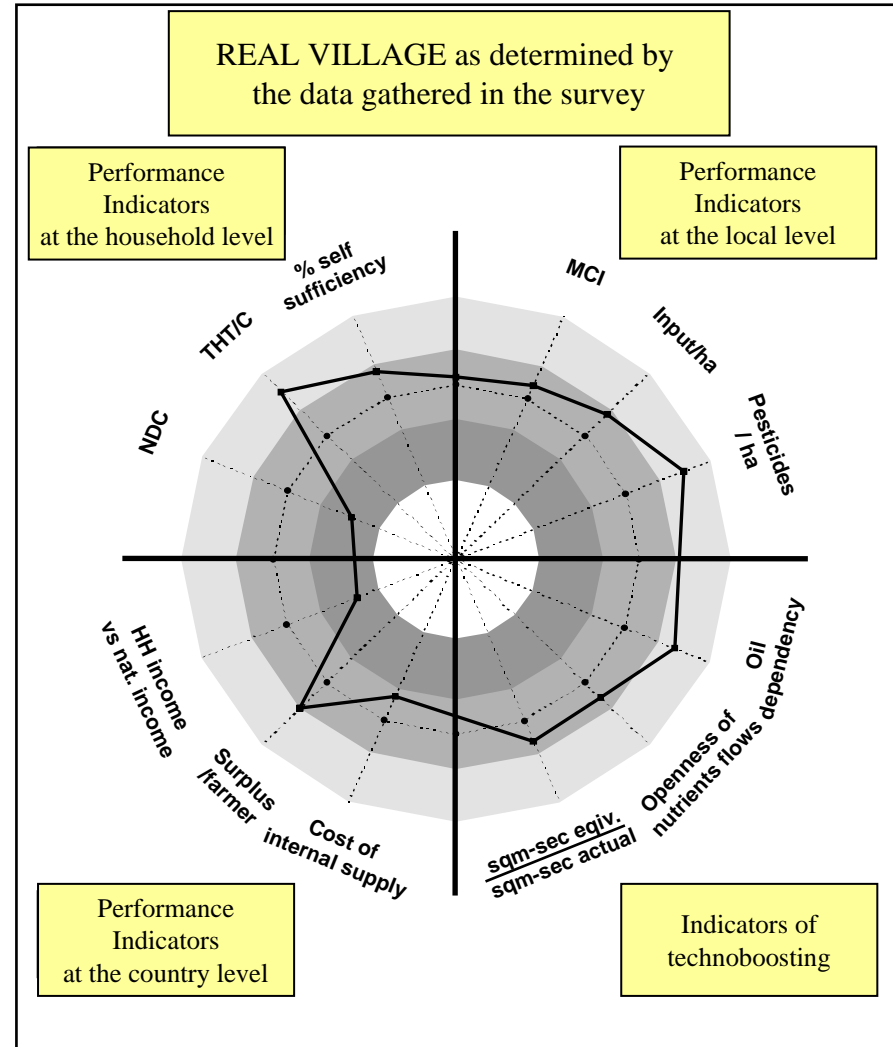 REAL VILLAGE as determined by
the data gathered in the survey
Performance
Indicators
at the household level
Performance
Indicators
at the local level
% self
sufficiency
THT/C
NDC
MCI
Input/ha
Pesticides
/ ha
HH income
vs nat. income
Surplus
/farmer
Cost of
internal supply
sqm-sec eqiv.
sqm-sec actual
Openness of
nutrients flows
Oil
dependency
Performance
Indicators
at the country level
Indicators of
technoboosting